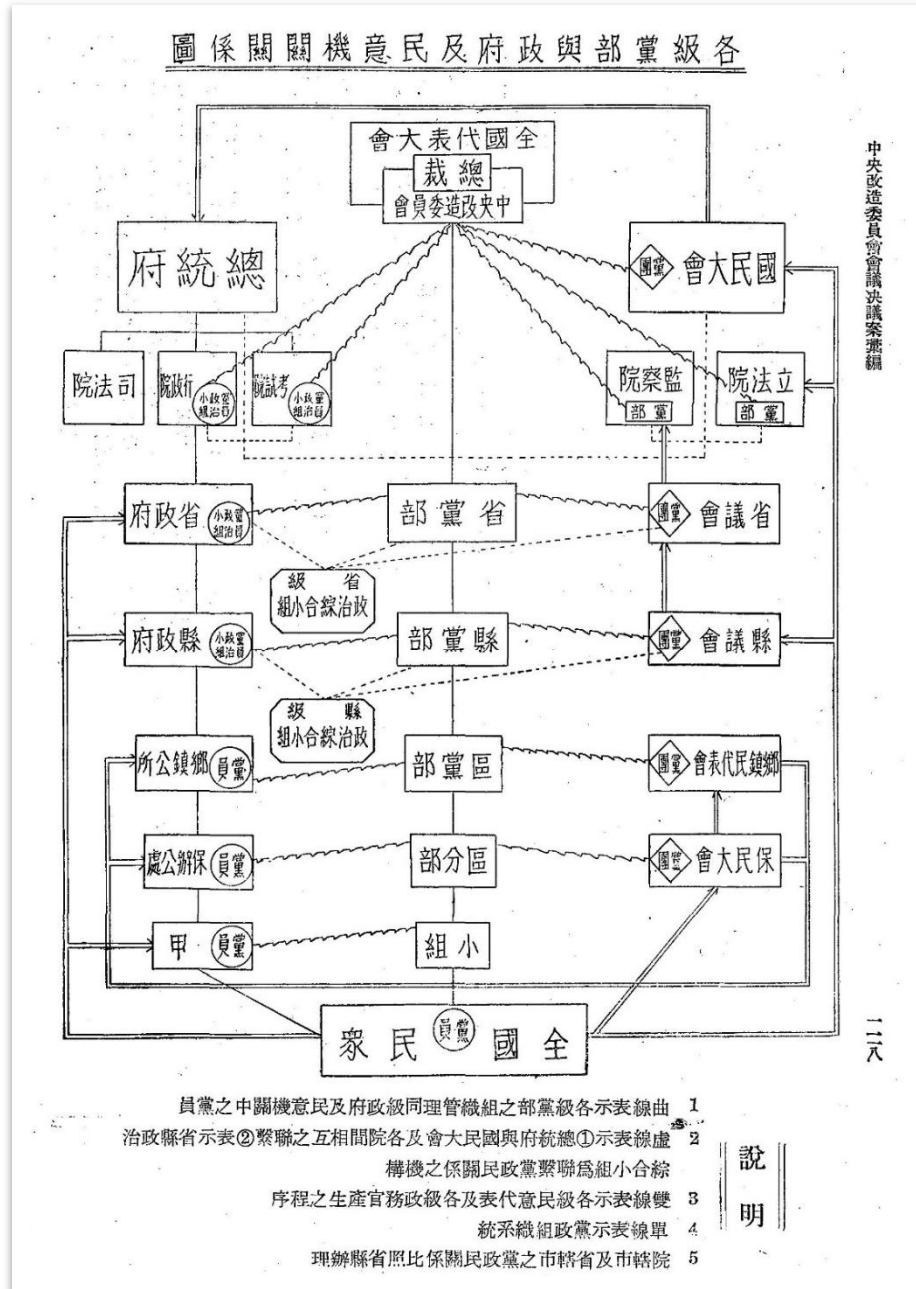 各級黨部與政府及民意機關關係圖
中央改造委員會會議決議案彙編
全國代表大會
總裁
中央改造委員會
總統府
國民大會
黨團
司法院
行政院
黨員政治小組
考試院
黨員政治小組
監察院
黨部
立法院
黨部
省政府
黨員政治小組
省黨部
省議會
黨團
省級
政治綜合小組
縣政府
黨員政治小組
縣黨部
縣議會
黨團
縣級
政治綜合小組
鄉鎮公所
黨員
區黨部
鄉鎮民代表會
黨團
保辦公處
黨員
區分部
保民大會
黨團
甲
黨員
小組
全國民眾
黨員
說明
1 曲線表示各級黨部之組織管理同級政府及民意機關中之黨員
2 虛線表示①總統府與國民大會及各院間相互之聯繫②表示省縣政治
綜合小組爲聯繫黨政民關係之機構
3 雙線表示各級民意代表及各級政務官產生之程序
4 單線表示黨政組織系統
5 院轄市及省轄市之黨政民關係比照省縣辦理